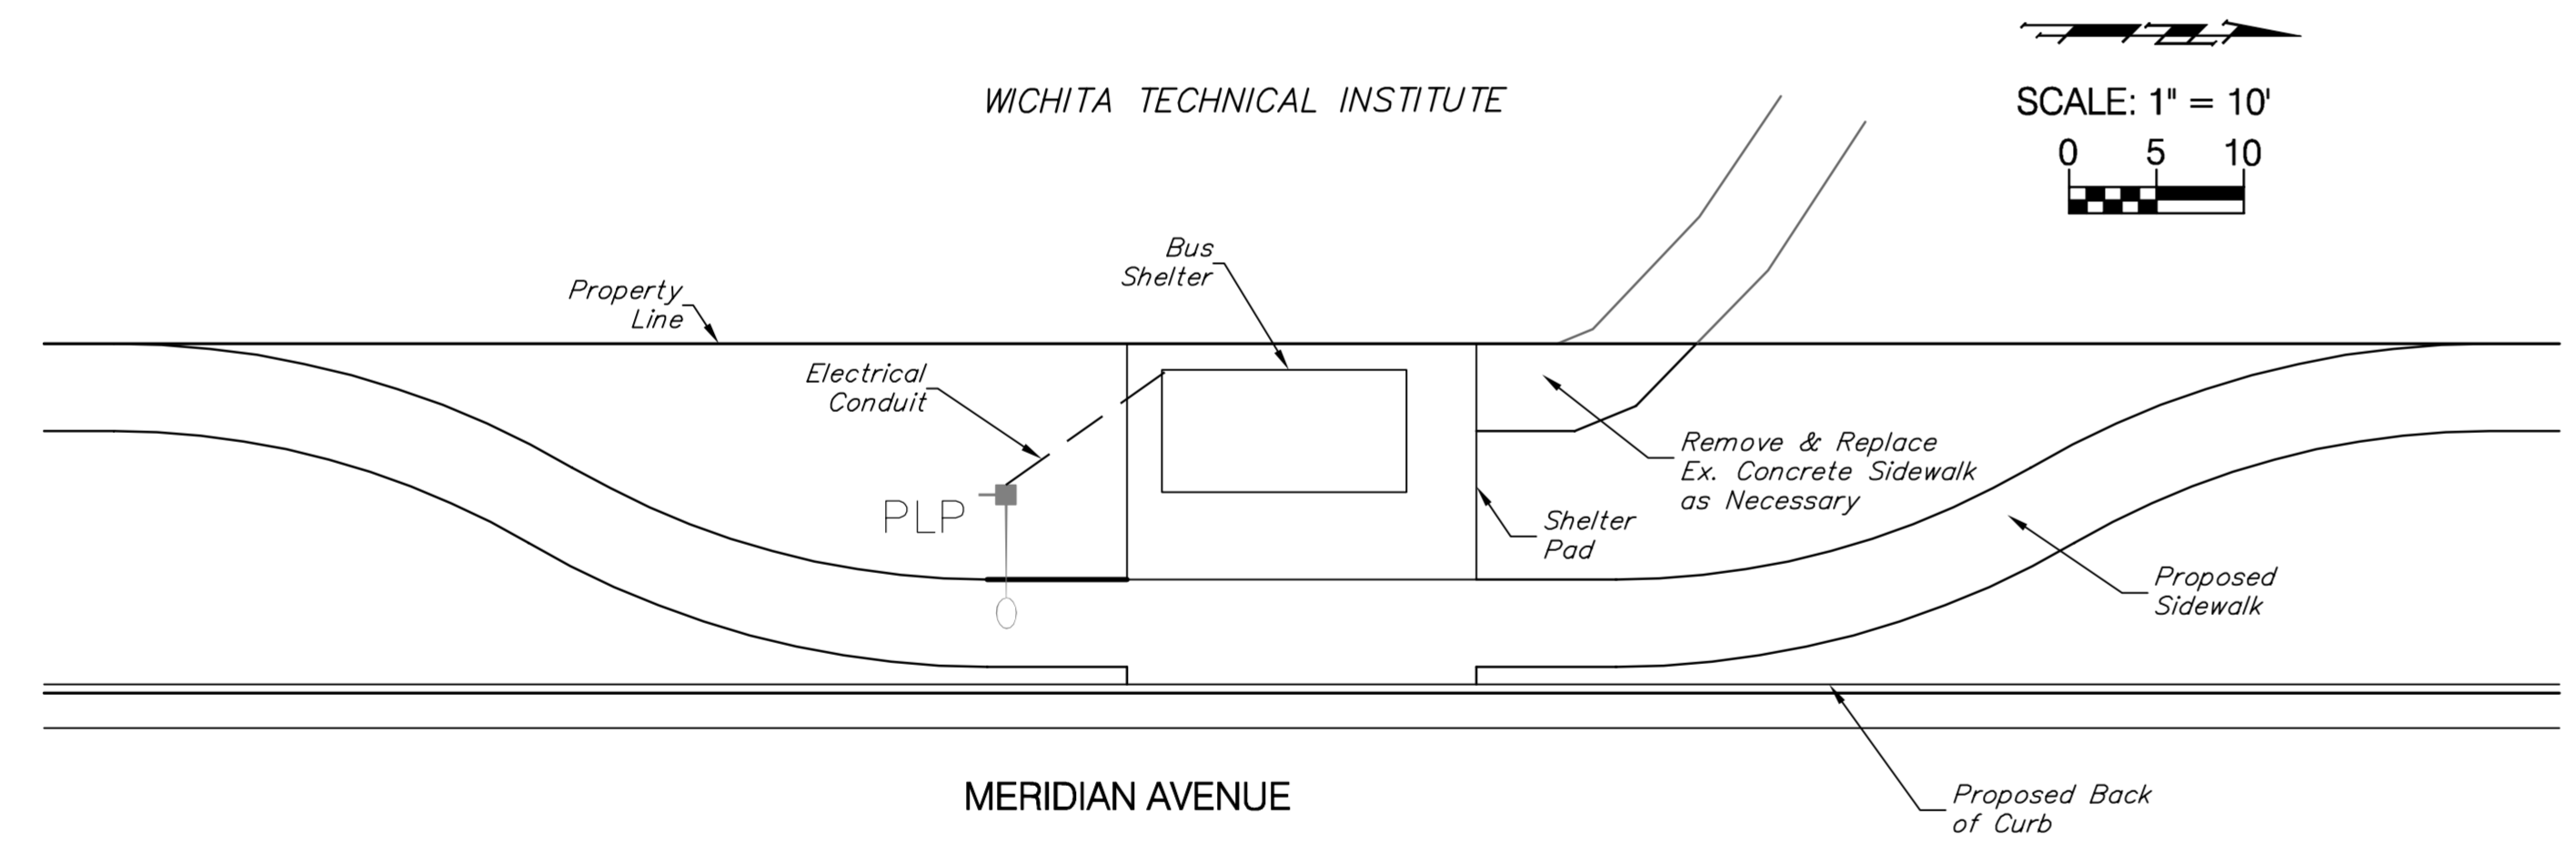 WICHITA TECHNICAL INSTITUTE
SCALE: 1" = 10'
0 5 10
Bus
Shelter
Property
Line
Electrical
Conduit
PLP
Remove & Replace
Ex. Concrete Sidewalk
as Necessary
Shelter
Pad
Proposed
Sidewalk
MERIDIAN AVENUE
Proposed Back
of Curb